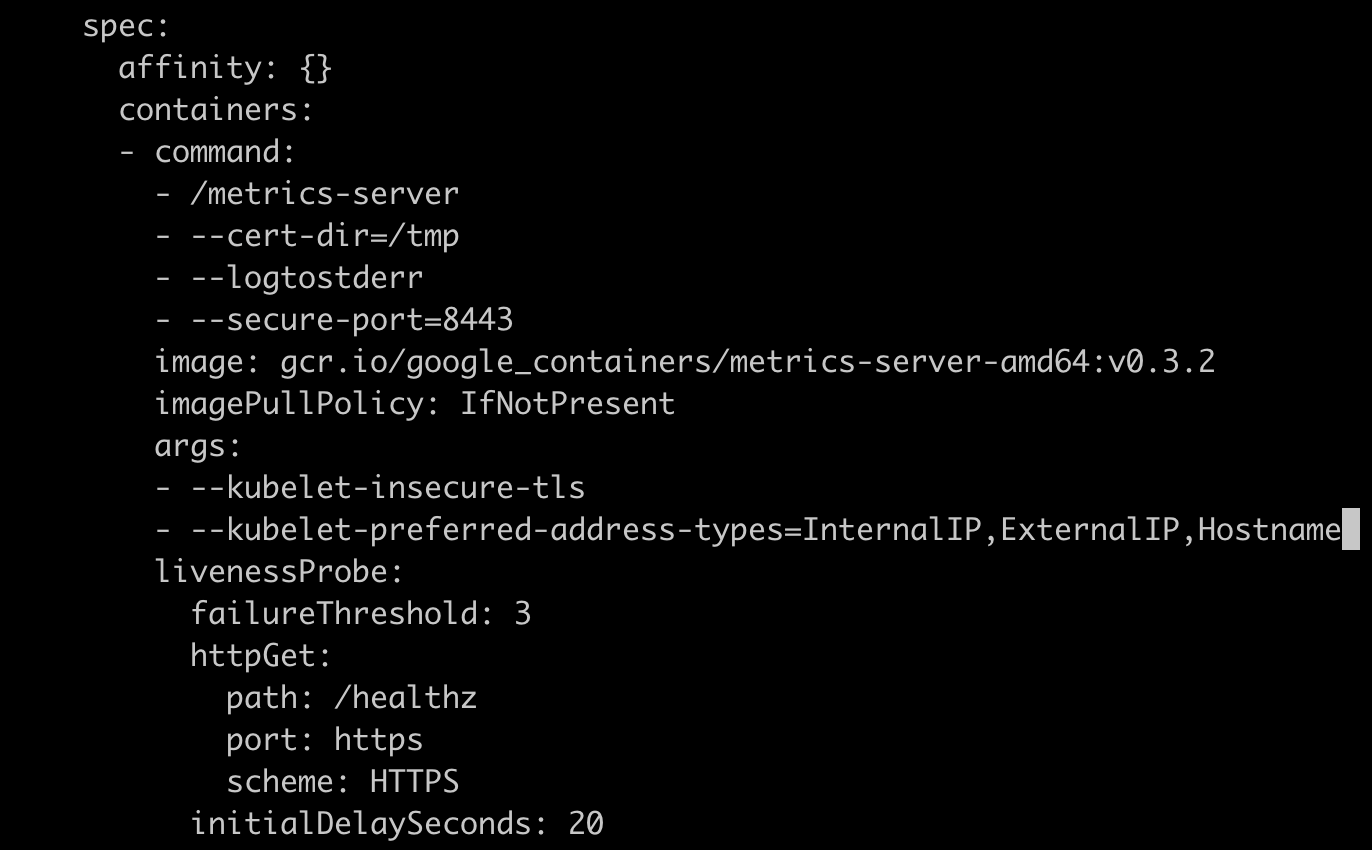 spec:
  affinity: {}
  containers:
  - command:
    - /metrics-server
    - --cert-dir=/tmp
    - --logtostderr
    - --secure-port=8443
    image: gcr.io/google_containers/metrics-server-amd64:v0.3.2
    imagePullPolicy: IfNotPresent
    args:
    - --kubelet-insecure-tls
    - --kubelet-preferred-address-types=InternalIP,ExternalIP,Hostname
    livenessProbe:
      failureThreshold: 3
      httpGet:
        path: /healthz
        port: https
        scheme: HTTPS
      initialDelaySeconds: 20